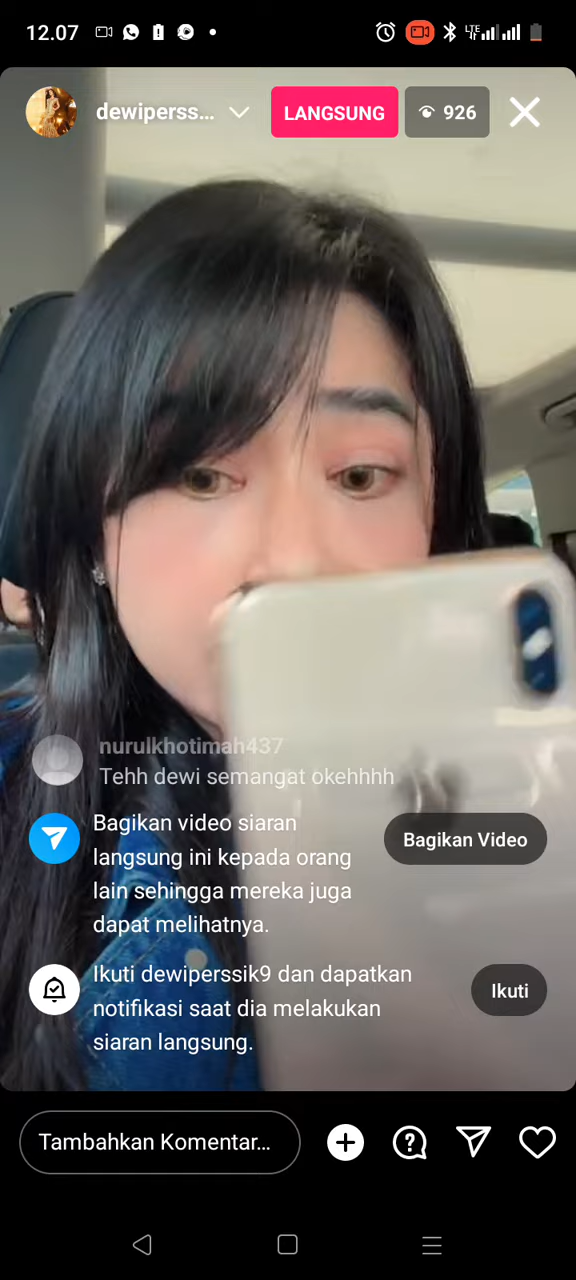 12.07
LTE
dewiperss...
LANGSUNG
926
nurulkhotimah437
Tehh dewi semangat okehhhh
Bagikan video siaran
langsung ini kepada orang
lain sehingga mereka juga
dapat melihatnya.
Bagikan Video
Ikuti dewiperssik9 dan dapatkan
notifikasi saat dia melakukan
siaran langsung.
Ikuti
Tambahkan Komentar...